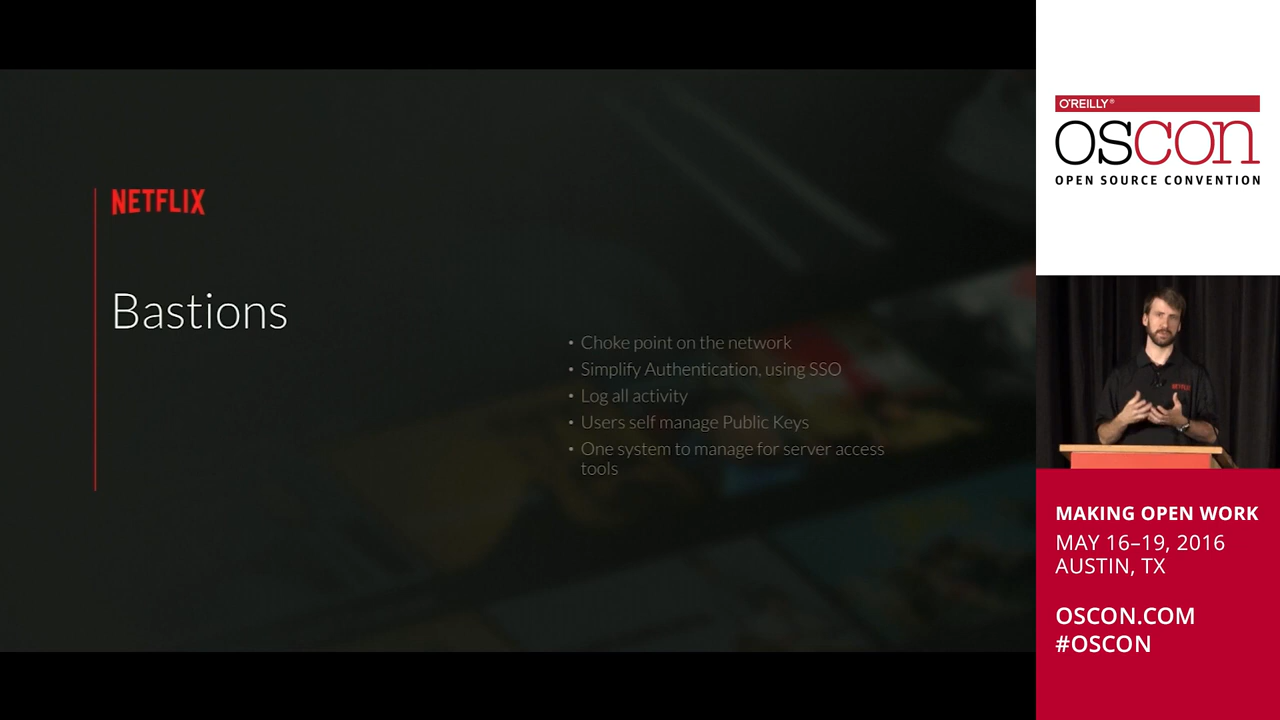 NETFLIX
Bastions
• Choke point on the network
• Simplify Authentication, using SSO
• Log all activity
• Users self manage Public Keys
• One system to manage for server access
tools
O'REILLY®
OSCON
OPEN SOURCE CONVENTION
NETFLIX
MAKING OPEN WORK
MAY 16–19, 2016
AUSTIN, TX
OSCON.COM
#OSCON